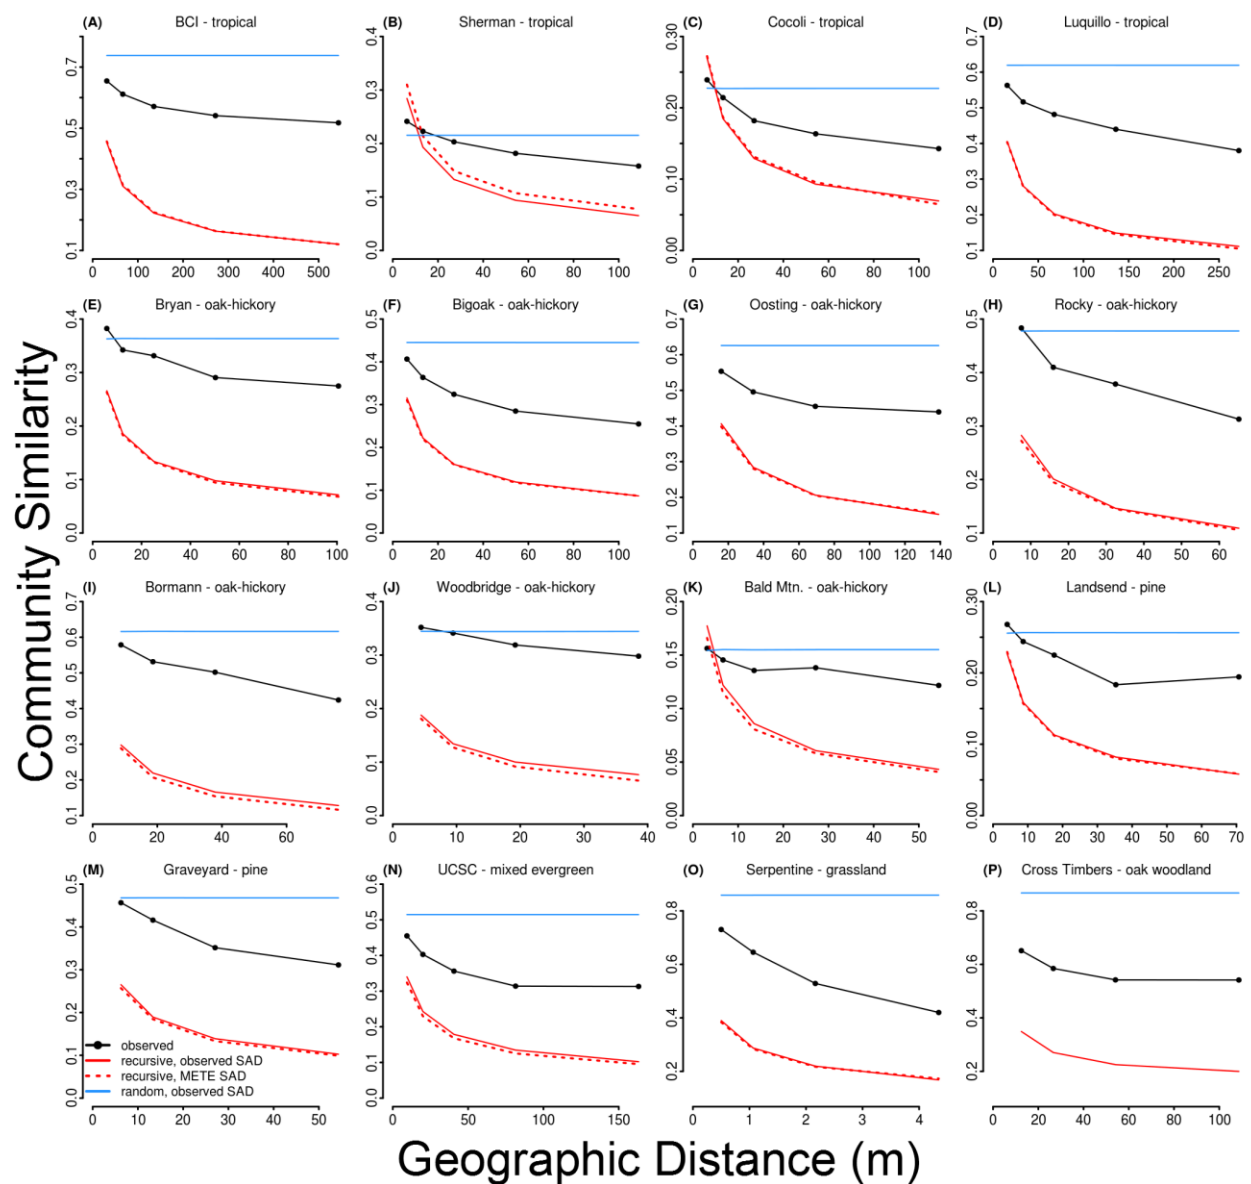 (A) BCI - tropical
0.1 0.3 0.5 0.7
0 100 200 300 400 500
(B) Sherman - tropical
0.0 0.1 0.2 0.3 0.4
0 20 40 60 80 100
(C) Cocoli - tropical
0.00 0.10 0.20 0.30
0 20 40 60 80 100
(D) Luquillo - tropical
0.1 0.2 0.3 0.4 0.5 0.6 0.7
0 50 100 150 200 250
(E) Bryan - oak-hickory
0.0 0.1 0.2 0.3 0.4
0 20 40 60 80 100
(F) Bigoak - oak-hickory
0.0 0.1 0.2 0.3 0.4 0.5
0 20 40 60 80 100
(G) Oosting - oak-hickory
0.1 0.2 0.3 0.4 0.5 0.6 0.7
0 20 40 60 80 100 120 140
(H) Rocky - oak-hickory
0.1 0.2 0.3 0.4 0.5
0 10 20 30 40 50 60
(I) Bormann - oak-hickory
0.1 0.2 0.3 0.4 0.5 0.6 0.7
0 20 40 60
(J) Woodbridge - oak-hickory
0.0 0.1 0.2 0.3 0.4
0 10 20 30 40
(K) Bald Mtn. - oak-hickory
0.00 0.05 0.10 0.15 0.20
0 10 20 30 40 50
(L) Landsend - pine
0.00 0.10 0.20 0.30
0 10 20 30 40 50 60 70
(M) Graveyard - pine
0.0 0.1 0.2 0.3 0.4 0.5
0 10 20 30 40 50
observed
recursive, observed SAD
recursive, METE SAD
random, observed SAD
(N) UCSC - mixed evergreen
0.0 0.1 0.2 0.3 0.4 0.5 0.6
0 50 100 150
(O) Serpentine - grassland
0.2 0.4 0.6 0.8
0 1 2 3 4
(P) Cross Timbers - oak woodland
0.2 0.4 0.6 0.8
0 20 40 60 80 100
Community Similarity
Geographic Distance (m)